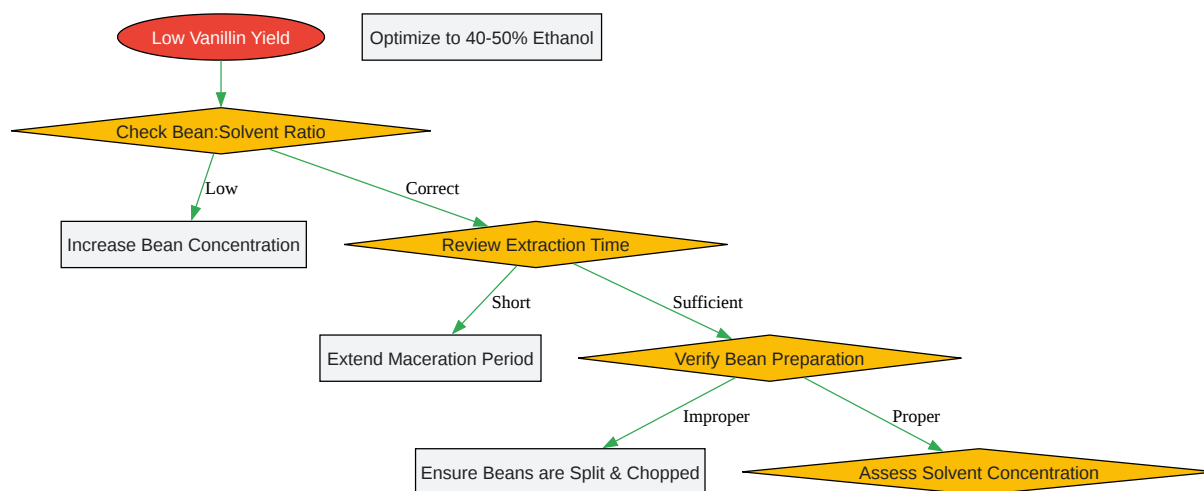 Low Vanillin Yield
Optimize to 40-50% Ethanol
Check Bean:Solvent Ratio
Low
Correct
Increase Bean Concentration
Review Extraction Time
Short
Sufficient
Extend Maceration Period
Verify Bean Preparation
Improper
Proper
Ensure Beans are Split & Chopped
Assess Solvent Concentration